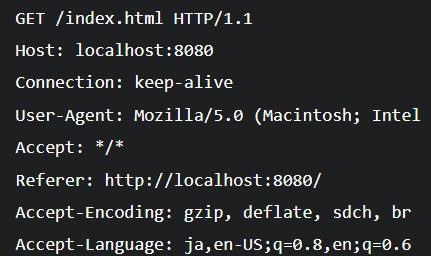 GET /index.html HTTP/1.1
Host: localhost:8080
Connection: keep-alive
User-Agent: Mozilla/5.0 (Macintosh; Intel
Accept: */*
Referer: http://localhost:8080/
Accept-Encoding: gzip, deflate, sdch, br
Accept-Language: ja,en-US;q=0.8,en;q=0.6